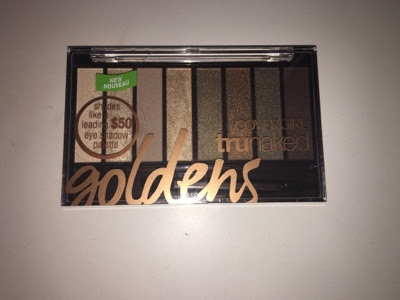 NEW
NOUVEAU
shades
like a
leading $50
eye shadow
palette
COVERGIRL
trunaked
goldens